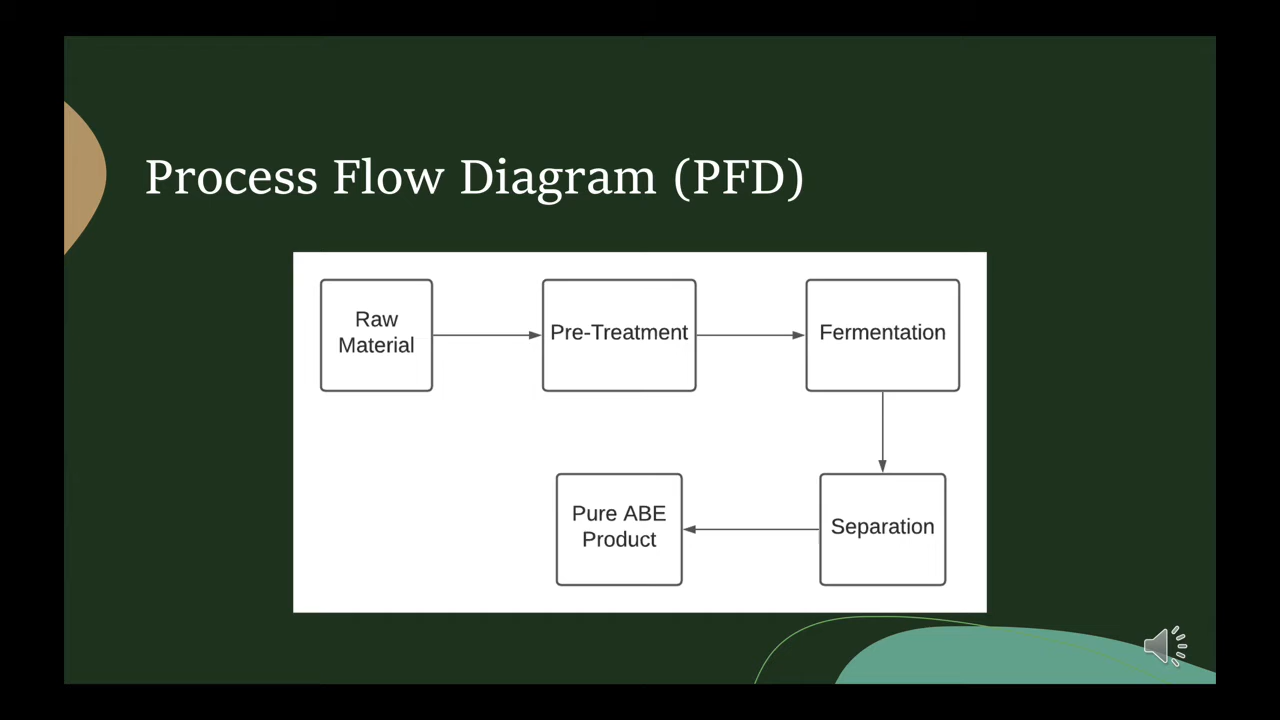 Process Flow Diagram (PFD)
Raw
Material
Pre-Treatment
Fermentation
Separation
Pure ABE
Product